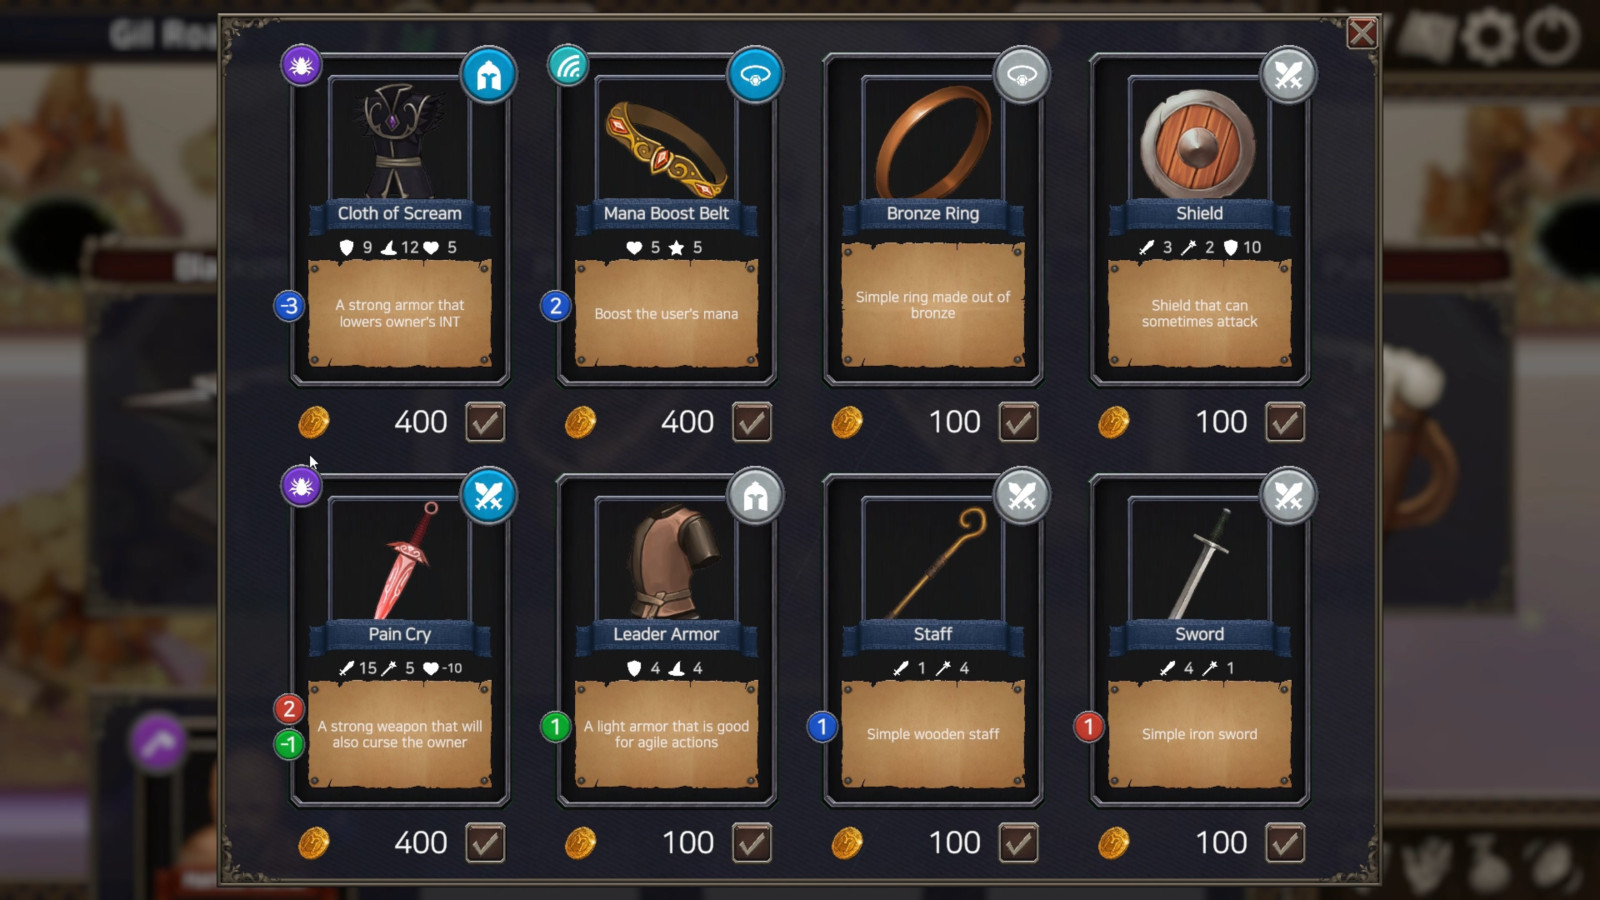 Gil Roa
Cloth of Scream
9 12 5
-3
A strong armor that
lowers owner's INT
400
Mana Boost Belt
5 5
2
Boost the user's mana
400
Bronze Ring
Simple ring made out of
bronze
100
Shield
3 2 10
Shield that can
sometimes attack
100
Pain Cry
15 5 -10
2
-1
A strong weapon that will
also curse the owner
400
Leader Armor
4 4
1
A light armor that is good
for agile actions
100
Staff
1 4
1
Simple wooden staff
100
Sword
4 1
1
Simple iron sword
100